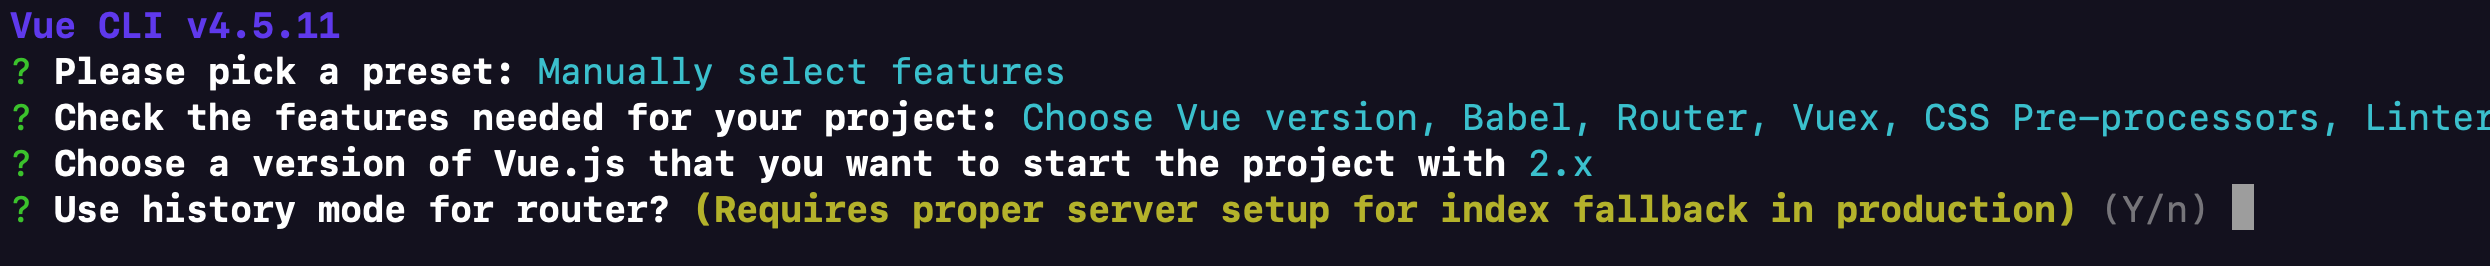 Vue CLI v4.5.11
? Please pick a preset: Manually select features
? Check the features needed for your project: Choose Vue version, Babel, Router, Vuex, CSS Pre-processors, Linter
? Choose a version of Vue.js that you want to start the project with 2.x
? Use history mode for router? (Requires proper server setup for index fallback in production) (Y/n)